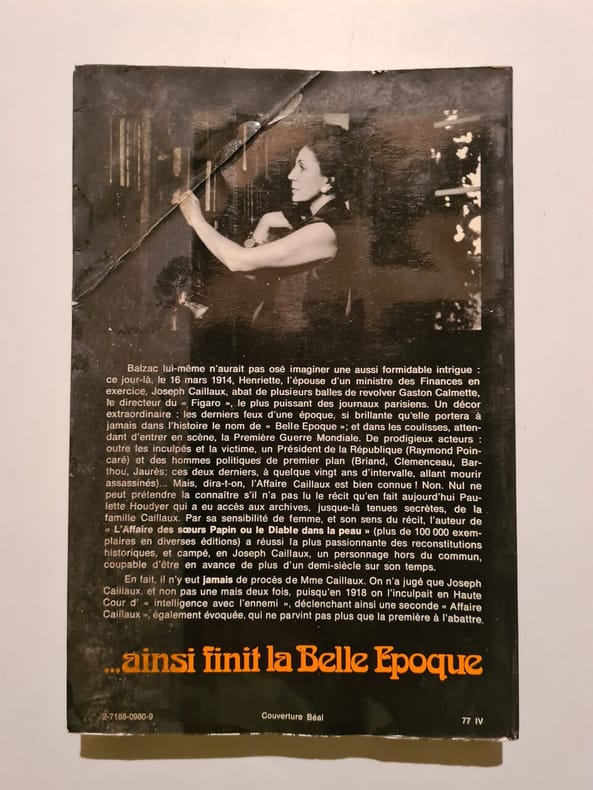 Balzac lui-même n'aurait pas osé imaginer une aussi formidable intrigue :
ce jour-là, le 16 mars 1914, Henriette, l'épouse d'un ministre des Finances en
exercice, Joseph Caillaux, abat de plusieurs balles de revolver Gaston Calmette,
le directeur du « Figaro », le plus puissant des journaux parisiens. Un décor
extraordinaire : les derniers feux d'une époque, si brillante qu'elle portera à
jamais dans l'histoire le nom de « Belle Epoque »; et dans les coulisses, atten-
dant d'entrer en scène, la Première Guerre Mondiale. De prodigieux acteurs :
outre les inculpés et la victime, un Président de la République (Raymond Poin-
caré) et des hommes politiques de premier plan (Briand, Clemenceau, Bar-
thou, Jaurès; ces deux derniers, à quelque vingt ans d'intervalle, allant mourir
assassinés)... Mais, dira-t-on, l'Affaire Caillaux est bien connue ! Non. Nul ne
peut prétendre la connaître s'il n'a pas lu le récit qu'en fait aujourd'hui Pau-
lette Houdyer qui a eu accès aux archives, jusque-là tenues secrètes, de la
famille Caillaux. Par sa sensibilité de femme, et son sens du récit, l'auteur de
« L'Affaire des sœurs Papin ou le Diable dans la peau » (plus de 100 000 exem-
plaires en diverses éditions) a réussi la plus passionnante des reconstitutions
historiques, et campé, en Joseph Caillaux, un personnage hors du commun,
coupable d'être en avance de plus d'un demi-siècle sur son temps.
En fait, il n'y eut jamais de procès de Mme Caillaux. On n'a jugé que Joseph
Caillaux, et non pas une mais deux fois, puisqu'en 1918 on l'inculpait en Haute
Cour d' « intelligence avec l'ennemi », déclenchant ainsi une seconde « Affaire
Caillaux », également évoquée, qui ne parvint pas plus que la première à l'abattre.
...ainsi finit la Belle Epoque
2-7188-0980-9
Couverture Béal
77 IV